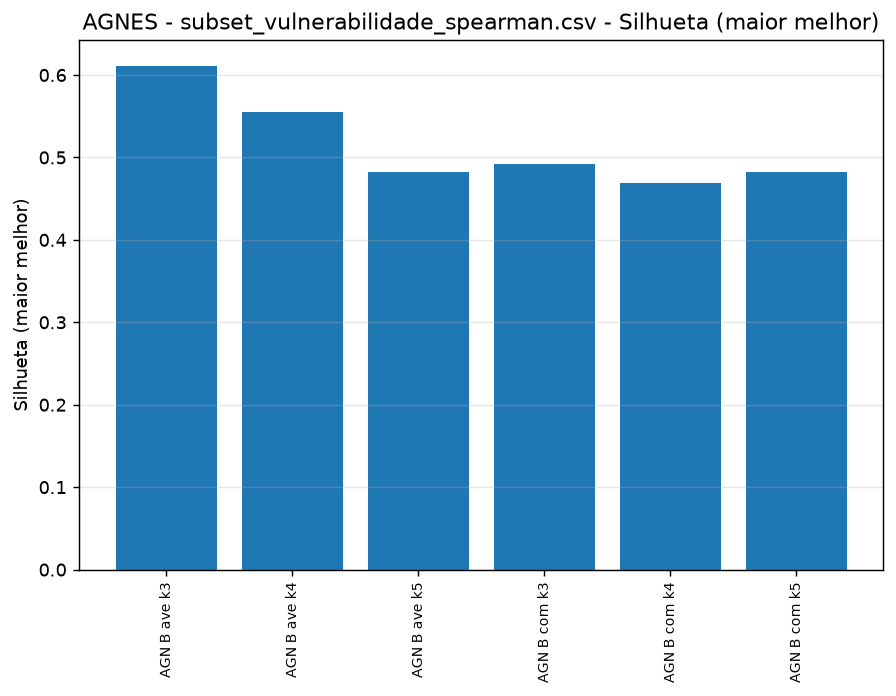 AGNES - subset_vulnerabilidade_spearman.csv - Silhueta (maior melhor)
Silhueta (maior melhor)
0.6
0.5
0.4
0.3
0.2
0.1
0.0
AGN B ave k3
AGN B ave k4
AGN B ave k5
AGN B com k3
AGN B com k4
AGN B com k5